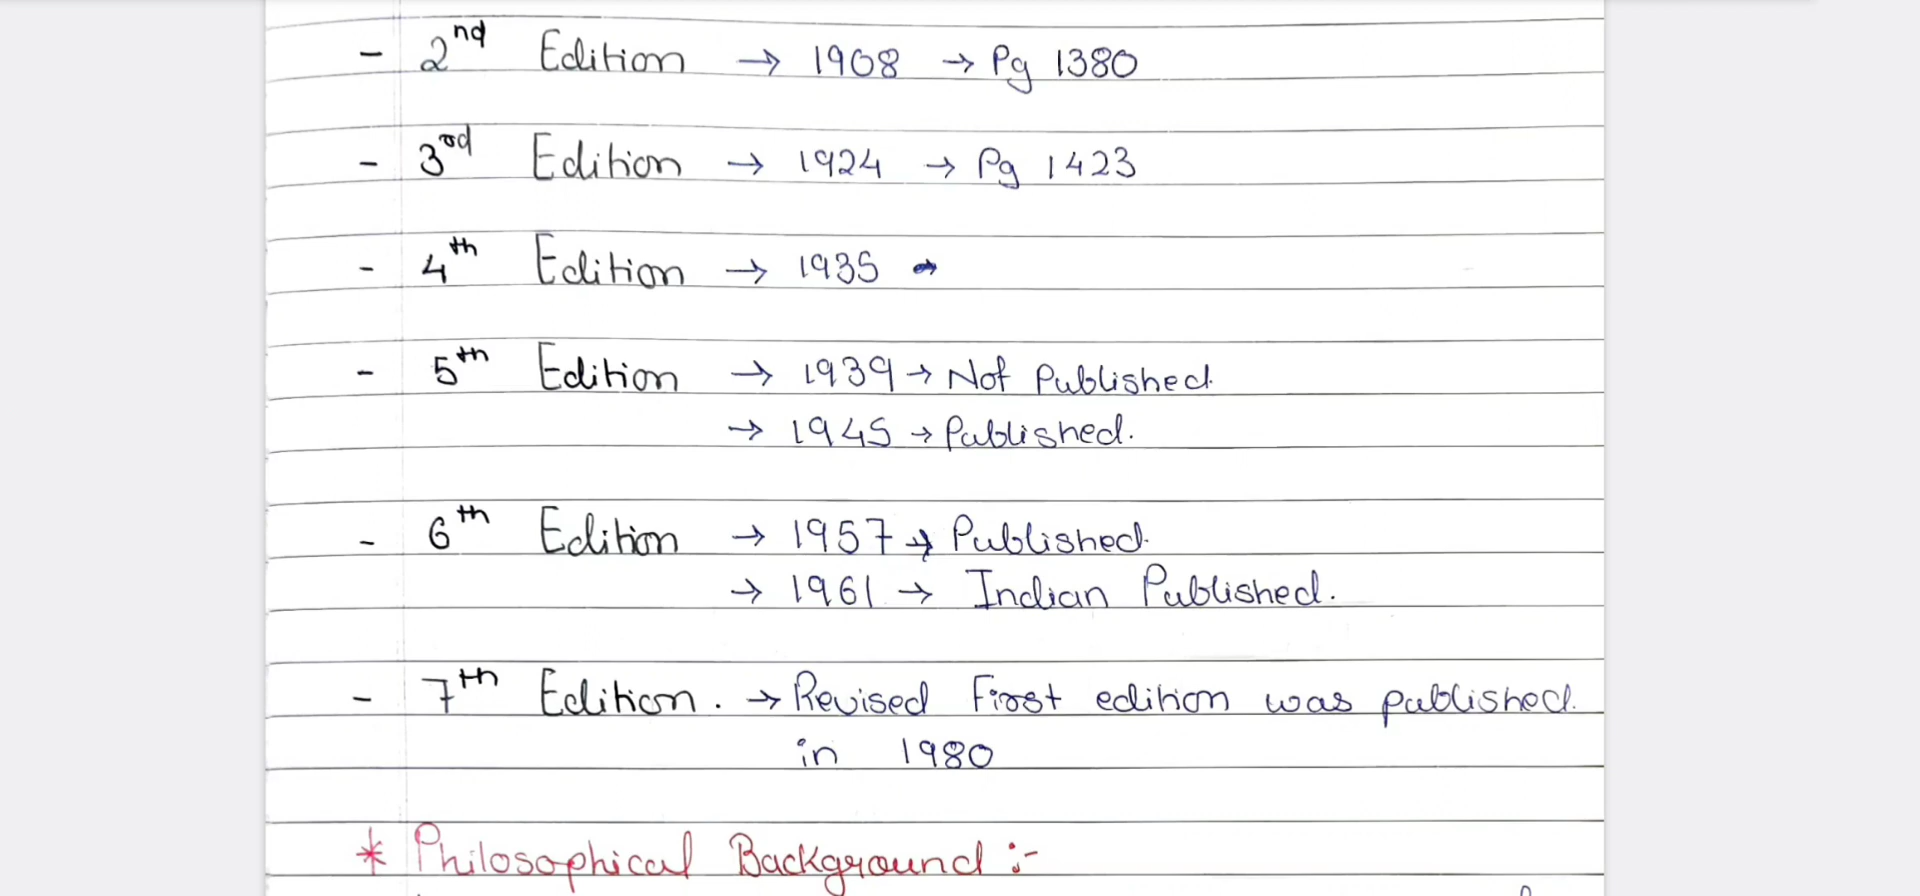 - 2nd Edition → 1908 → Pg 1380
- 3rd Edition → 1924 → Pg 1423
- 4th Edition → 1935 →
- 5th Edition → 1939 → Not Published.
→ 1945 → Published.
- 6th Edition → 1957 → Published.
→ 1961 → Indian Published.
- 7th Edition. → Revised First edition was published.
in 1980
* Philosophical Background :-